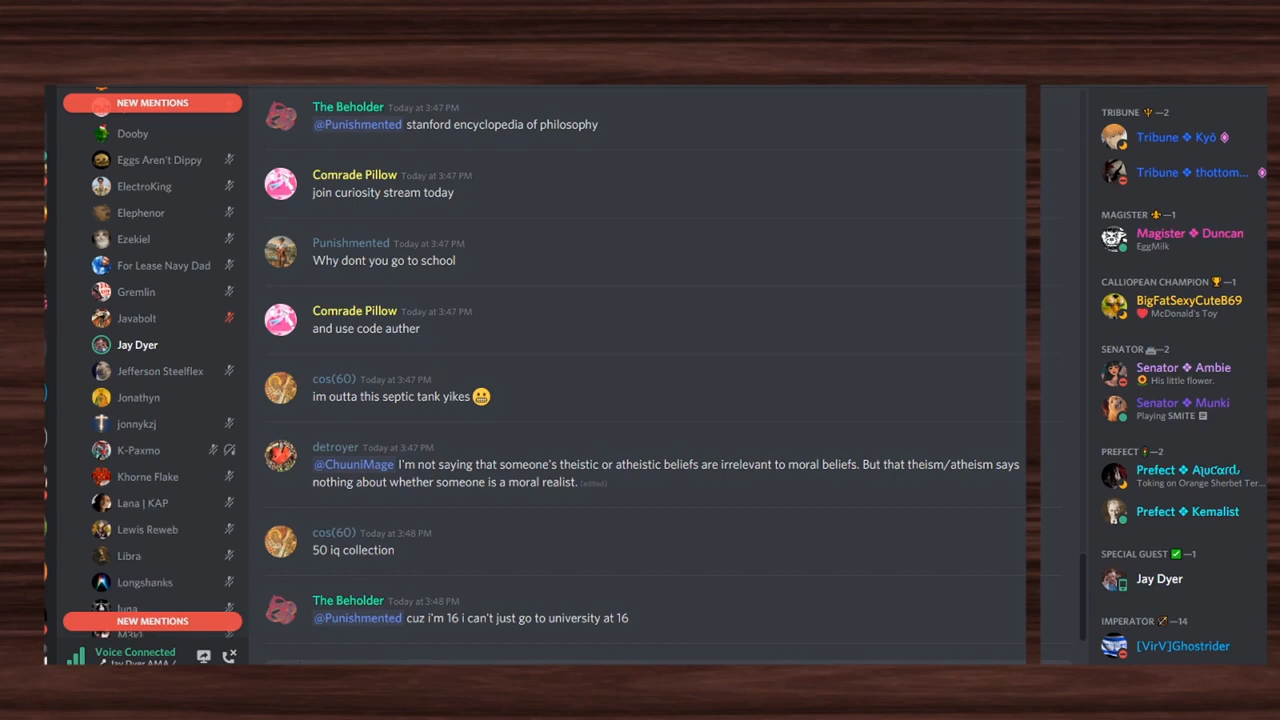 NEW MENTIONS
Dooby
Eggs Aren't Dippy
ElectroKing
Elephenor
Ezekiel
For Lease Navy Dad
Gremlin
Javabolt
Jay Dyer
Jefferson Steelflex
Jonathyn
jonnykzj
K-Paxmo
Khorne Flake
Lana | KAP
Lewis Reweb
Libra
Longshanks
luna
NEW MENTIONS
Voice Connected
Jay Dyer AMA /
The Beholder Today at 3:47 PM
@Punishmented stanford encyclopedia of philosophy
Comrade Pillow Today at 3:47 PM
join curiosity stream today
Punishmented Today at 3:47 PM
Why dont you go to school
Comrade Pillow Today at 3:47 PM
and use code auther
cos(60) Today at 3:47 PM
im outta this septic tank yikes 😬
detroyer Today at 3:47 PM
@ChuuniMage I'm not saying that someone's theistic or atheistic beliefs are irrelevant to moral beliefs. But that theism/atheism says
nothing about whether someone is a moral realist. (edited)
cos(60) Today at 3:48 PM
50 iq collection
The Beholder Today at 3:48 PM
@Punishmented cuz i'm 16 i can't just go to university at 16
TRIBUNE —2
Tribune ❖ Kyō
Tribune ❖ thottom...
MAGISTER ⚜—1
Magister ❖ Duncan
EggMilk
CALLIOPEAN CHAMPION 🏆—1
BigFatSexyCuteB69
❤ McDonald's Toy
SENATOR —2
Senator ❖ Ambie
🌻 His little flower.
Senator ❖ Munki
Playing SMITE
PREFECT —2
Prefect ❖
Toking on Orange Sherbet Ter...
Prefect ❖ Kemalist
SPECIAL GUEST ✅—1
Jay Dyer
IMPERATOR —14
[VirV]Ghostrider